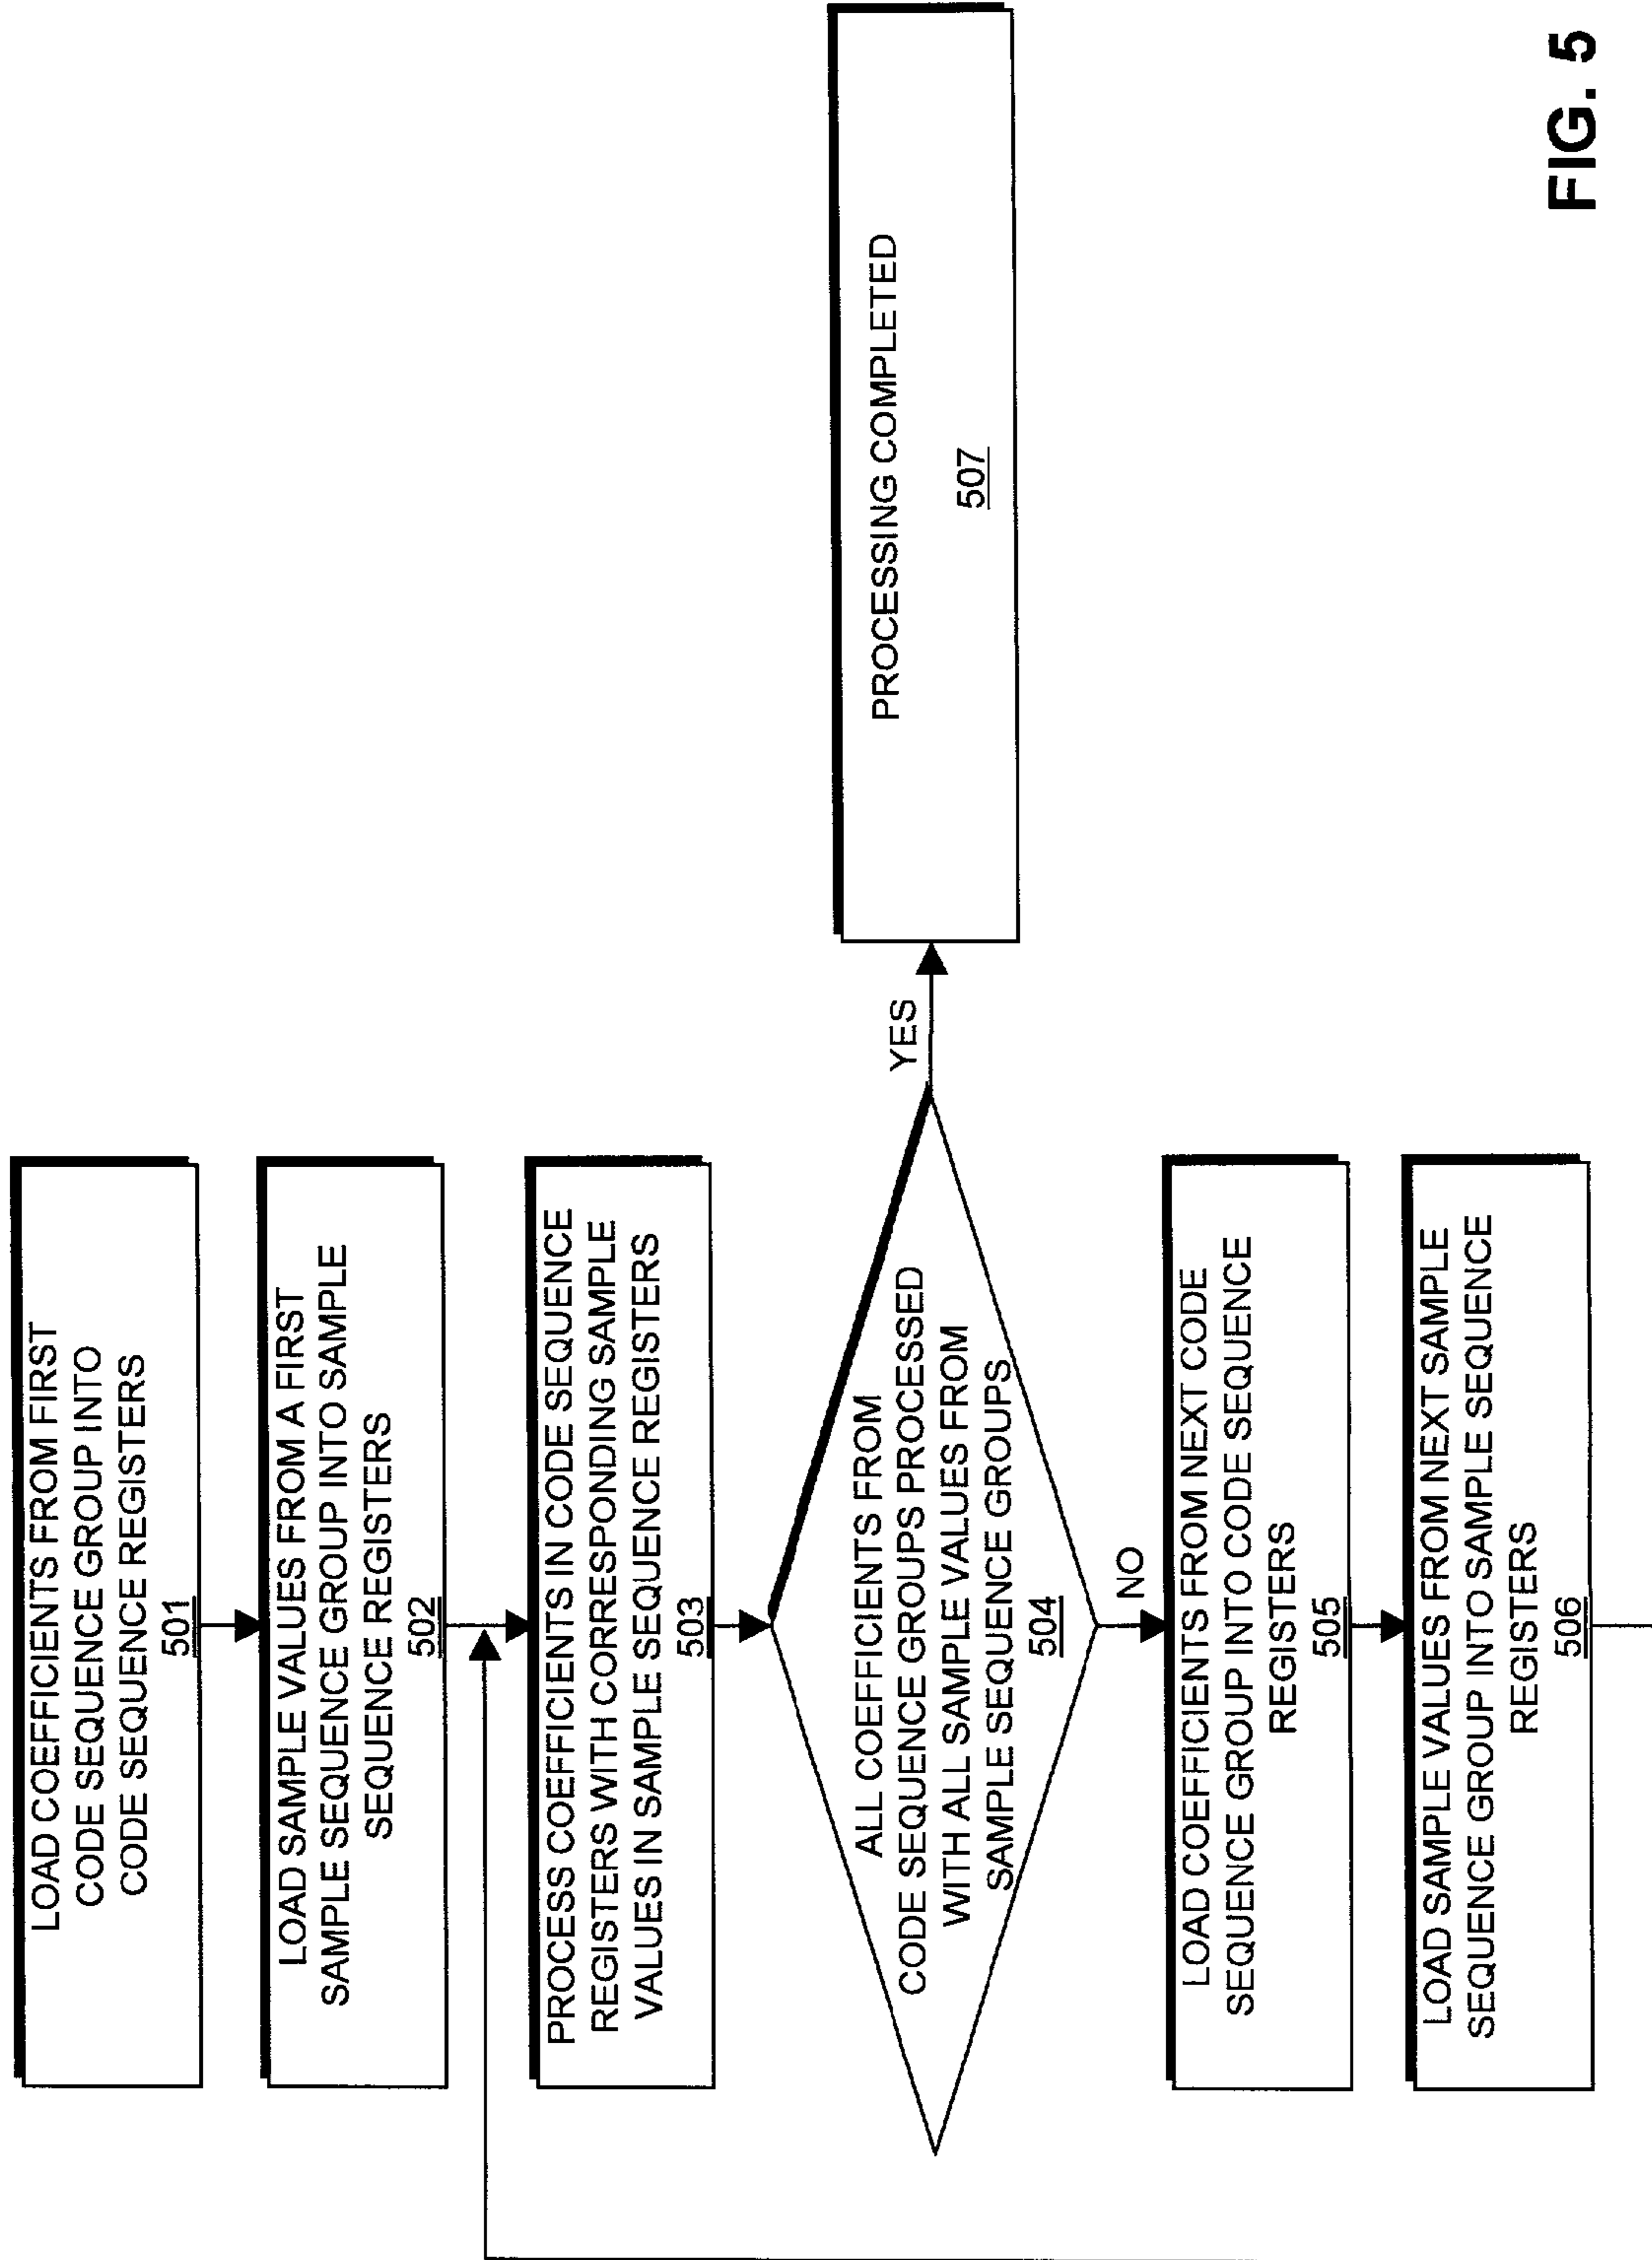 LOAD COEFFICIENTS FROM FIRST
CODE SEQUENCE GROUP INTO
CODE SEQUENCE REGISTERS
501
LOAD SAMPLE VALUES FROM A FIRST
SAMPLE SEQUENCE GROUP INTO SAMPLE
SEQUENCE REGISTERS
502
PROCESS COEFFICIENTS IN CODE SEQUENCE
REGISTERS WITH CORRESPONDING SAMPLE
VALUES IN SAMPLE SEQUENCE REGISTERS
503
ALL COEFFICIENTS FROM
CODE SEQUENCE GROUPS PROCESSED
WITH ALL SAMPLE VALUES FROM
SAMPLE SEQUENCE GROUPS
504
YES
PROCESSING COMPLETED
507
NO
LOAD COEFFICIENTS FROM NEXT CODE
SEQUENCE GROUP INTO CODE SEQUENCE
REGISTERS
505
LOAD SAMPLE VALUES FROM NEXT SAMPLE
SEQUENCE GROUP INTO SAMPLE SEQUENCE
REGISTERS
506
FIG. 5